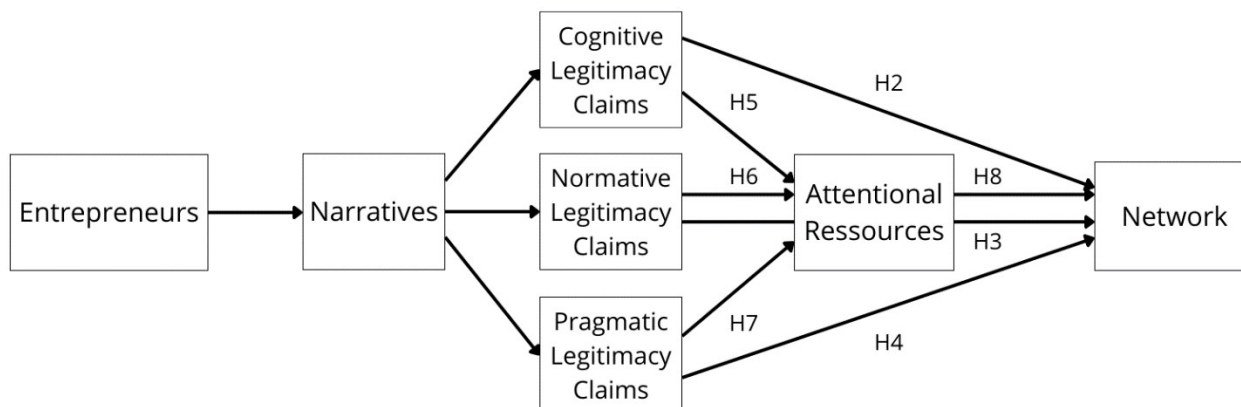 Entrepreneurs
Narratives
Cognitive
Legitimacy
Claims
Normative
Legitimacy
Claims
Pragmatic
Legitimacy
Claims
H2
H5
H6
H7
H4
Attentional
Ressources
H8
H3
Network